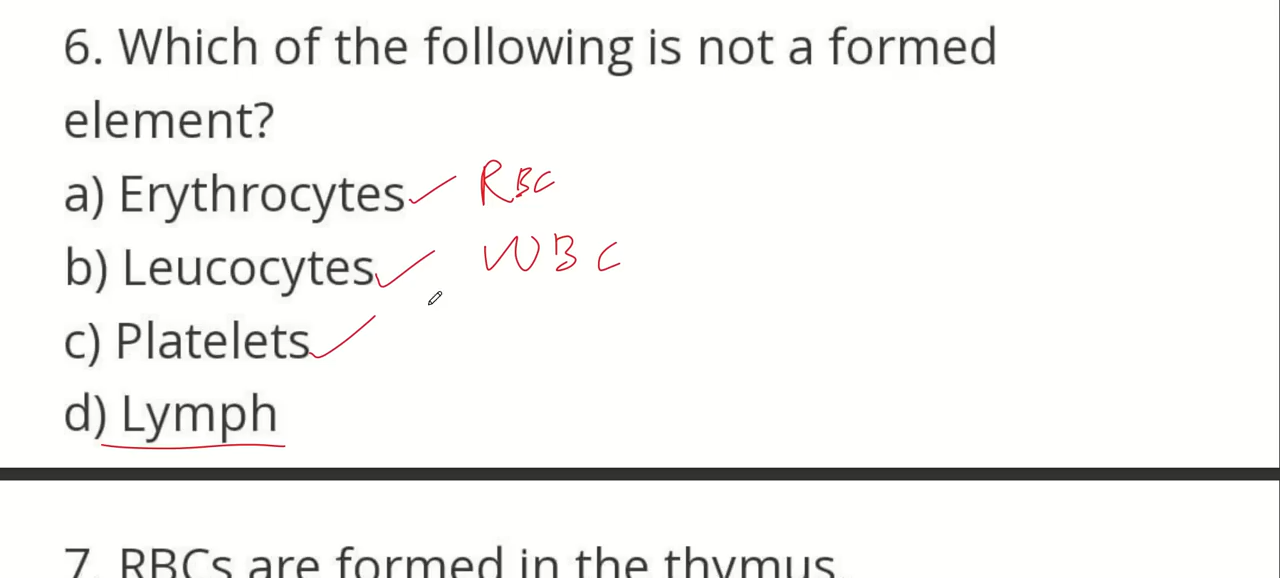 6. Which of the following is not a formed
element?
a) Erythrocytes RBC
b) Leucocytes WBC
c) Platelets
d) Lymph
7. RBCs are formed in the thymus.